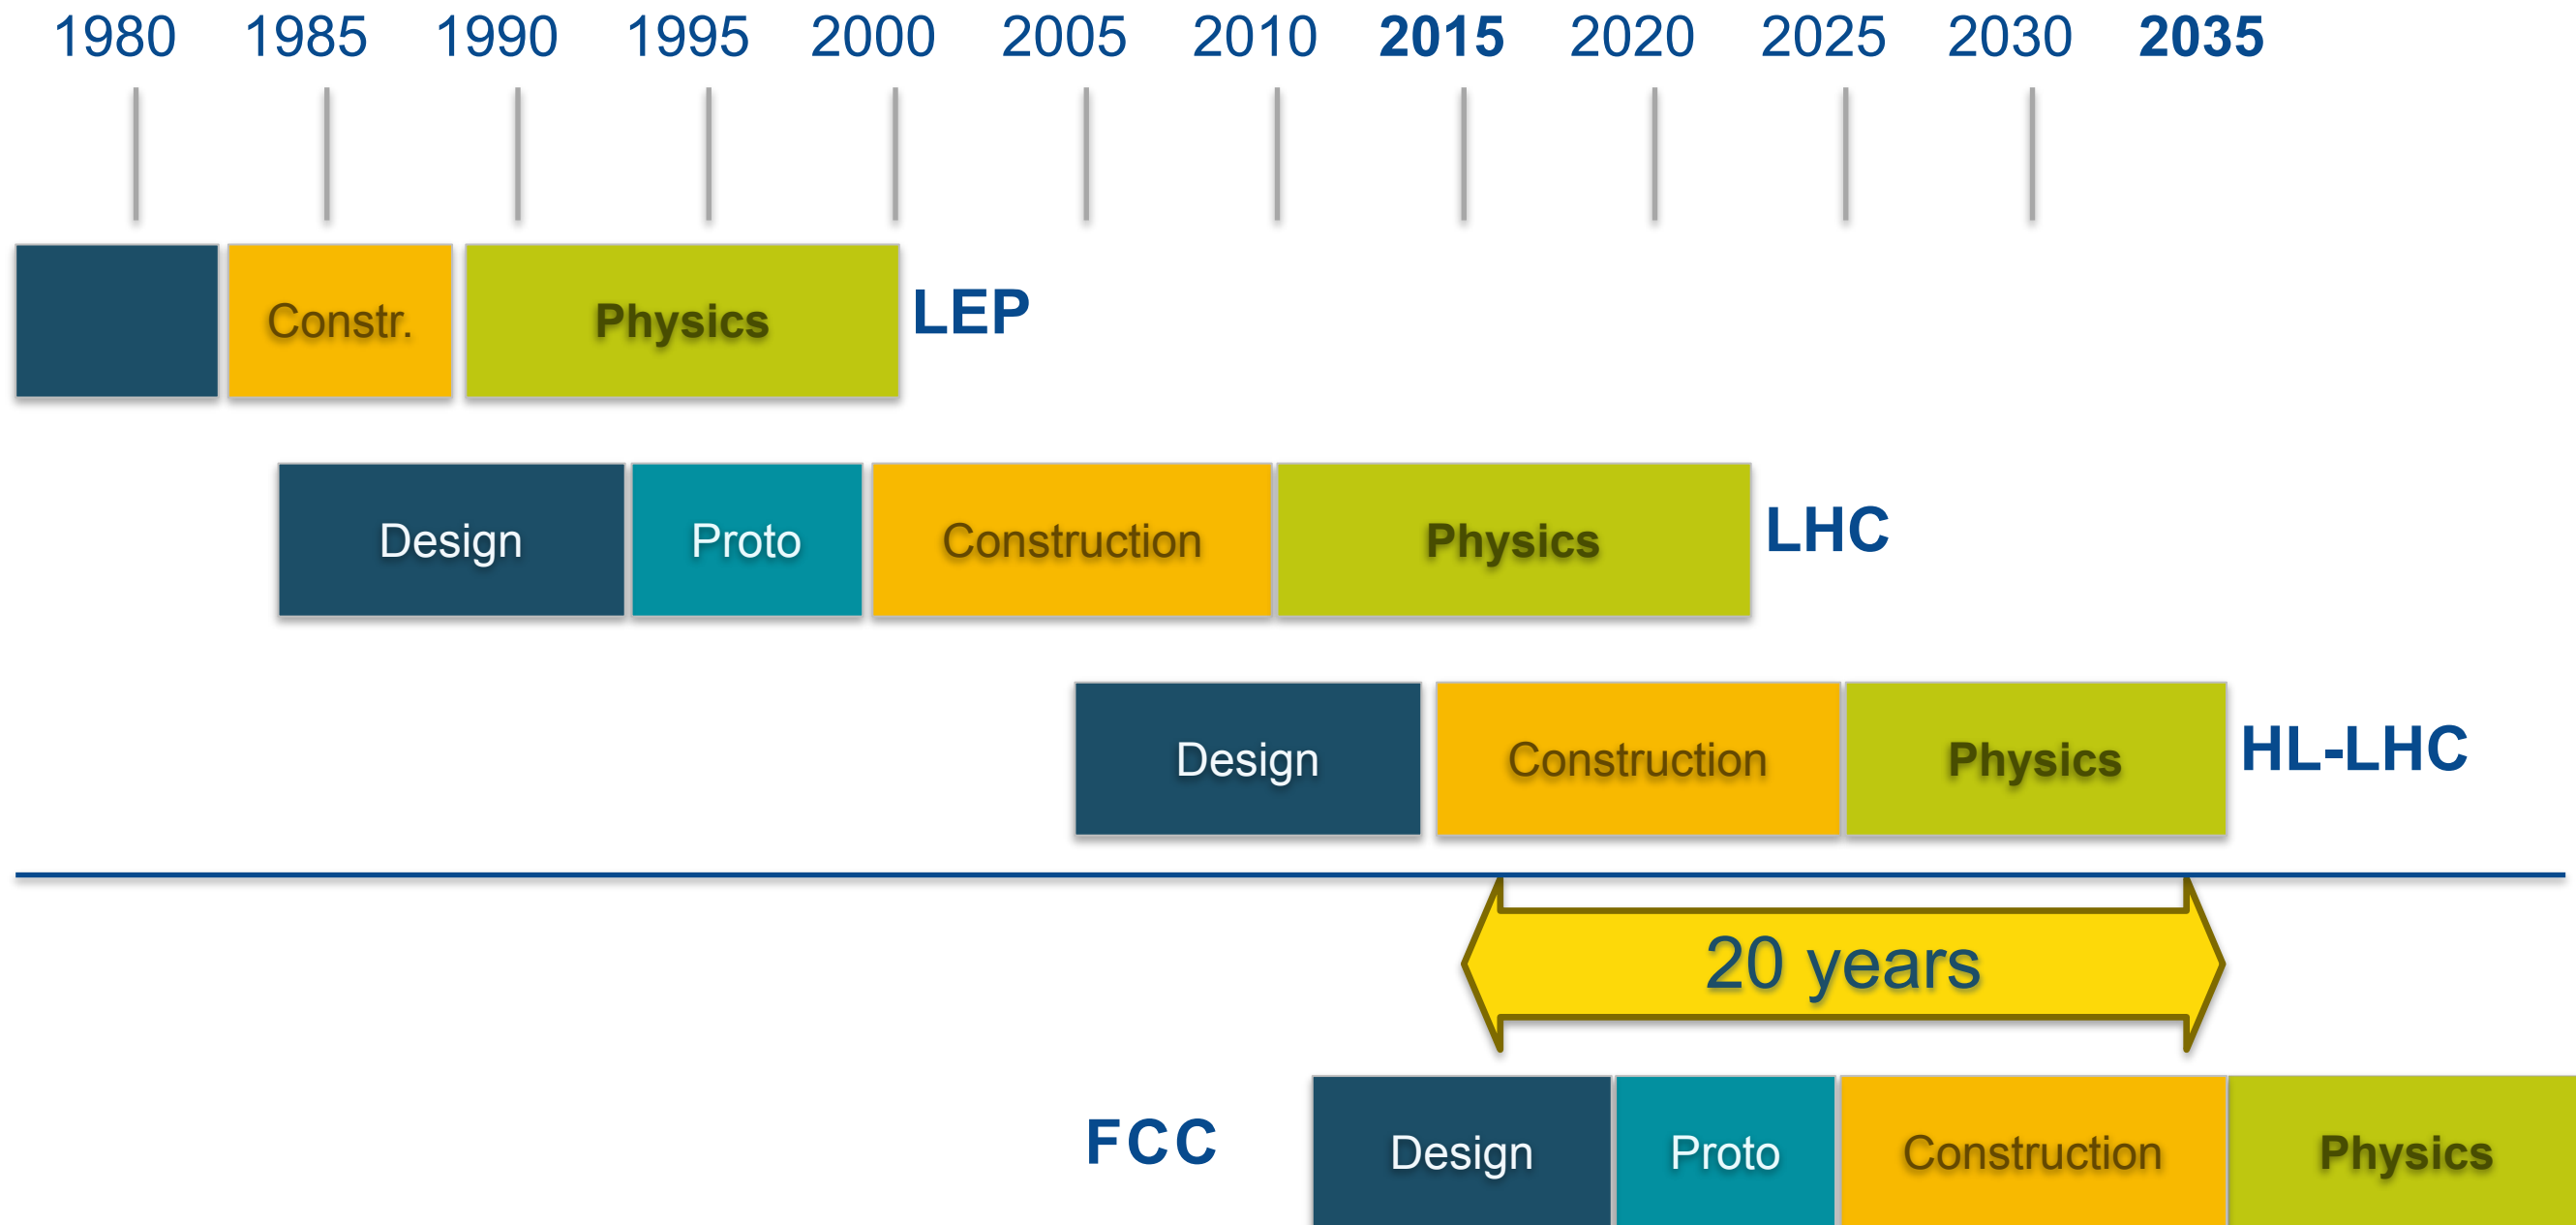 1980 1985 1990 1995 2000 2005 2010 2015 2020 2025 2030 2035
Constr. Physics LEP
Design Proto Construction Physics LHC
Design Construction Physics HL-LHC
20 years
FCC Design Proto Construction Physics